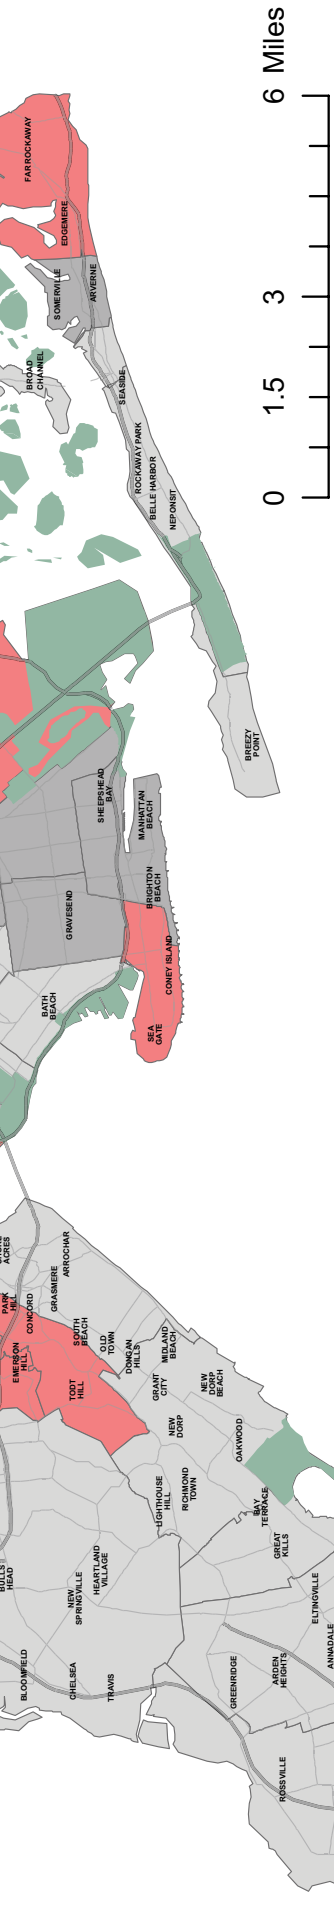 FAR ROCKAWAY
EDGEMERE
SOMERVILLE
ARVERNE
BROAD
CHANNEL
SEASIDE
ROCKAWAY PARK
BELLE HARBOR
NEPONSIT
BREEZY
POINT
SHEEPSHEAD
BAY
MANHATTAN
BEACH
BRIGHTON
BEACH
GRAVESEND
CONEY ISLAND
SEA
GATE
BATH
BEACH
ACRES
PARK
HILL
ARROCHAR
GRASMERE
CONCORD
EMERSON
HILL
SOUTH
BEACH
OLD
TOWN
TODT
HILL
DONGAN
HILLS
MIDLAND
BEACH
GRANT
CITY
NEW
DORP
BEACH
NEW
DORP
OAKWOOD
LIGHTHOUSE
HILL
RICHMOND
TOWN
BAY
TERRACE
GREAT
KILLS
BULLS
HEAD
HEARTLAND
VILLAGE
NEW
SPRINGVILLE
ELTINGVILLE
ANNADALE
ARDEN
HEIGHTS
GREENRIDGE
BLOOMFIELD
CHELSEA
TRAVIS
ROSSVILLE
0 1.5 3 6 Miles